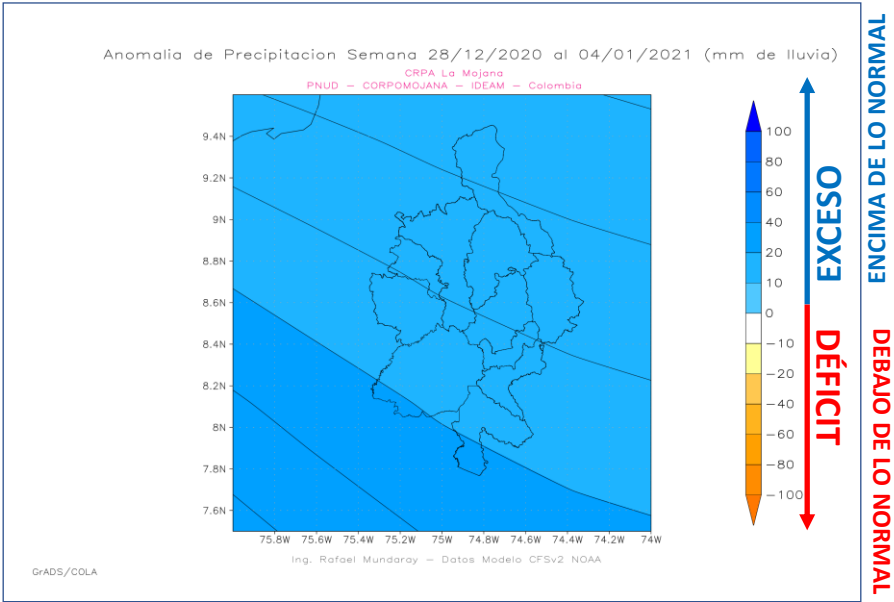 Anomalia de Precipitacion Semana 28/12/2020 al 04/01/2021 (mm de lluvia)
CRPA La Mojana
PNUD – CORPOMOJANA – IDEAM – Colombia
9.4N
9.2N
9N
8.8N
8.6N
8.4N
8.2N
8N
7.8N
7.6N
75.8W 75.6W 75.4W 75.2W 75W 74.8W 74.6W 74.4W 74.2W 74W
Ing. Rafael Mundaray – Datos Modelo CFSv2 NOAA
GrADS/COLA
100
80
60
40
20
10
0
−10
−20
−40
−60
−80
−100
EXCESO
DÉFICIT
ENCIMA DE LO NORMAL
DEBAJO DE LO NORMAL